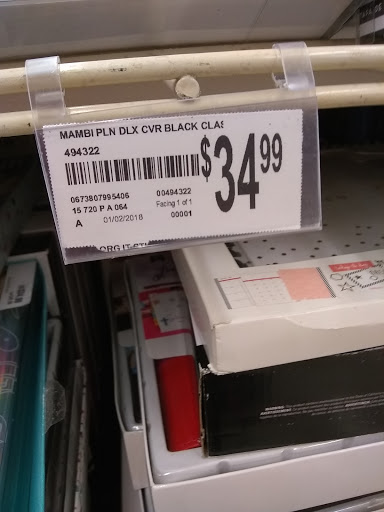 MAMBI PLN DLX CVR BLACK CLAS
494322
$34.99
0673807995406 00494322
15 720 P A 064 Facing 1 of 1
A 01/02/2018 00001